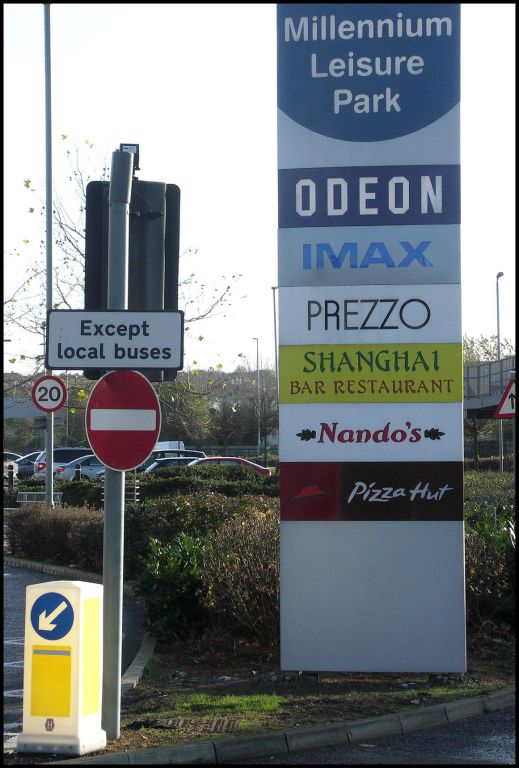 Millennium
Leisure
Park
ODEON
IMAX
PREZZO
SHANGHAI
BAR RESTAURANT
Nando's
Pizza Hut
Except
local buses
20